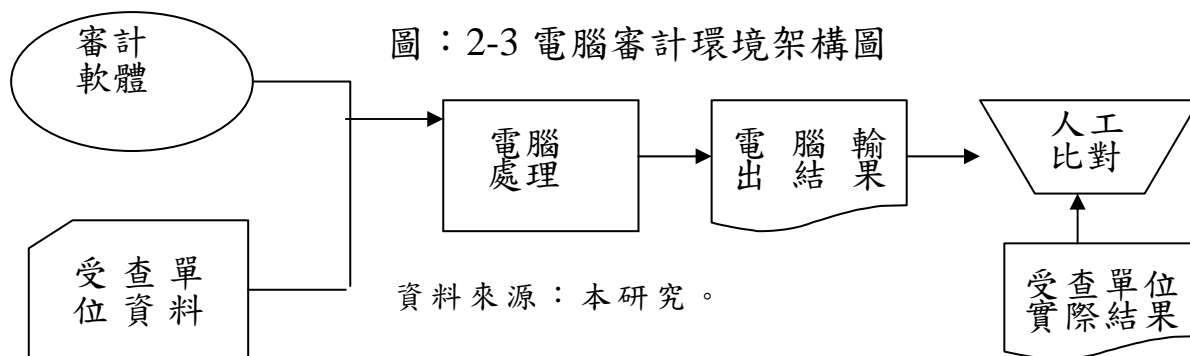 圖：2-3 電腦審計環境架構圖
審計
軟體
電腦
處理
電腦輸
出結果
人工
比對
受查單
位資料
資料來源：本研究。
受查單位
實際結果